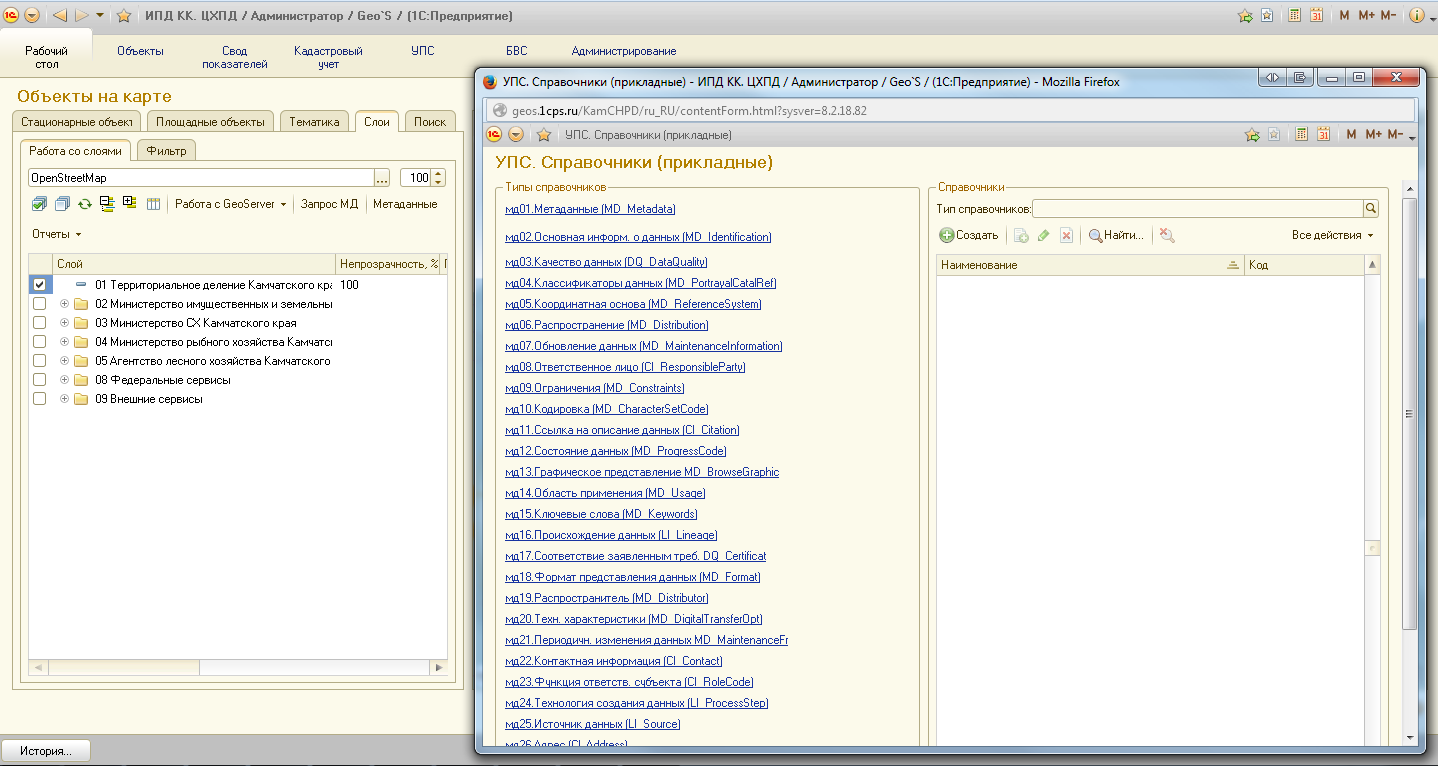 ИПД КК. ЦХПД / Администратор / Geo`S / (1С:Предприятие)
M M+ M-
Рабочий стол
Объекты
Свод показателей
Кадастровый учет
УПС
БВС
Администрирование
Объекты на карте
Стационарные объект
Площадные объекты
Тематика
Слои
Поиск
Работа со слоями
Фильтр
OpenStreetMap
...
100
Работа с GeoServer
Запрос МД
Метаданные
Отчеты
Слой
Непрозрачность, %
01 Территориальное деление Камчатского кра
100
02 Министерство имущественных и земельны
03 Министерство СХ Камчатского края
04 Министерство рыбного хозяйства Камчатс
05 Агентство лесного хозяйства Камчатского
08 Федеральные сервисы
09 Внешние сервисы
История...
УПС. Справочники (прикладные) - ИПД КК. ЦХПД / Администратор / Geo`S / (1С:Предприятие) - Mozilla Firefox
geos.1cps.ru/KamCHPD/ru_RU/contentForm.html?sysver=8.2.18.82
УПС. Справочники (прикладные)
M M+ M-
УПС. Справочники (прикладные)
Типы справочников
мд01.Метаданные (MD_Metadata)
мд02.Основная информ. о данных (MD_Identification)
мд03.Качество данных (DQ_DataQuality)
мд04.Классификаторы данных (MD_PortrayalCatalRef)
мд05.Координатная основа (MD_ReferenceSystem)
мд06.Распространение (MD_Distribution)
мд07.Обновление данных (MD_MaintenanceInformation)
мд08.Ответственное лицо (CI_ResponsibleParty)
мд09.Ограничения (MD_Constraints)
мд10.Кодировка (MD_CharacterSetCode)
мд11.Ссылка на описание данных (CI_Citation)
мд12.Состояние данных (MD_ProgressCode)
мд13.Графическое представление MD_BrowseGraphic
мд14.Область применения (MD_Usage)
мд15.Ключевые слова (MD_Keywords)
мд16.Происхождение данных (LI_Lineage)
мд17.Соответствие заявленным треб. DQ_Certificat
мд18.Формат представления данных (MD_Format)
мд19.Распространитель (MD_Distributor)
мд20.Техн. характеристики (MD_DigitalTransferOpt)
мд21.Периодичн. изменения данных MD_MaintenanceFr
мд22.Контактная информация (CI_Contact)
мд23.Функция ответств. субъекта (CI_RoleCode)
мд24.Технология создания данных (LI_ProcessStep)
мд25.Источник данных (LI_Source)
мд26.Адрес (CI_Address)
Справочники
Тип справочников:
Создать
Найти...
Все действия
Наименование
Код